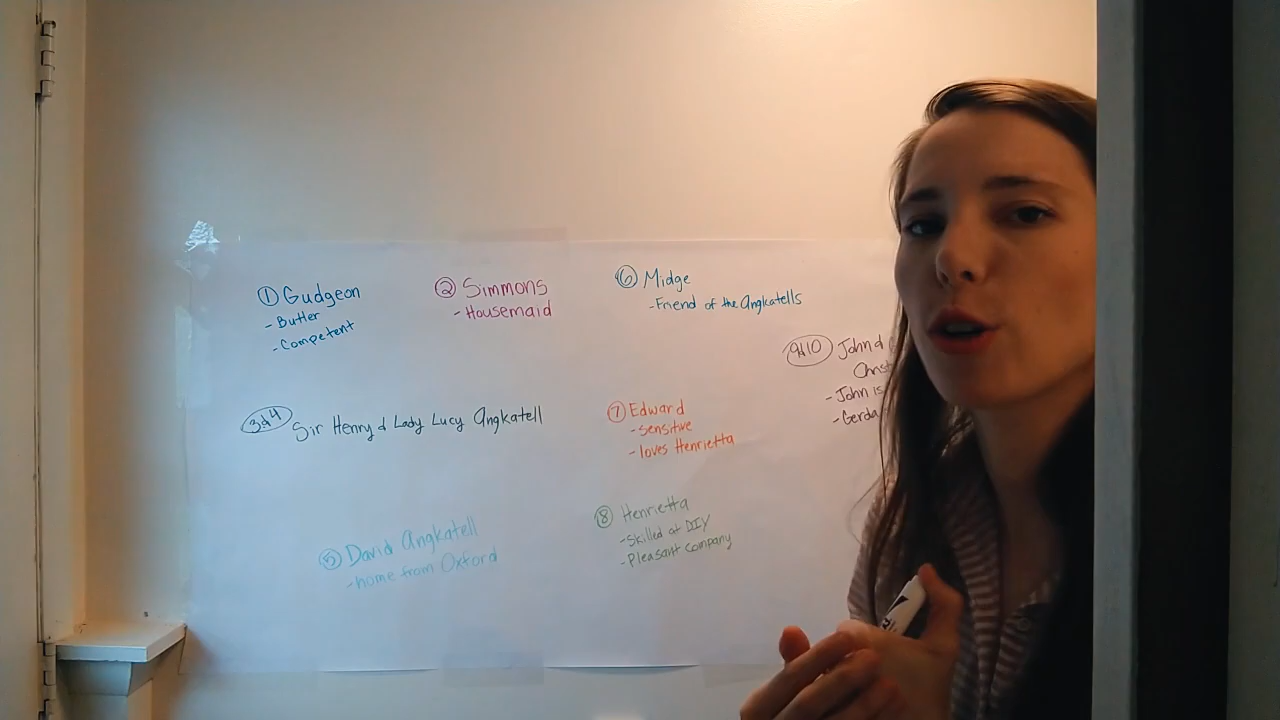 ① Gudgeon
- Butler
- Competent
② Simmons
- Housemaid
3&4 Sir Henry & Lady Lucy Angkatell
⑤ David Angkatell
- home from Oxford
⑥ Midge
- Friend of the Angkatells
⑦ Edward
- sensitive
- loves Henrietta
⑧ Henrietta
- Skilled at DIY
- Pleasant Company
9&10 John &
- John is
- Gerda